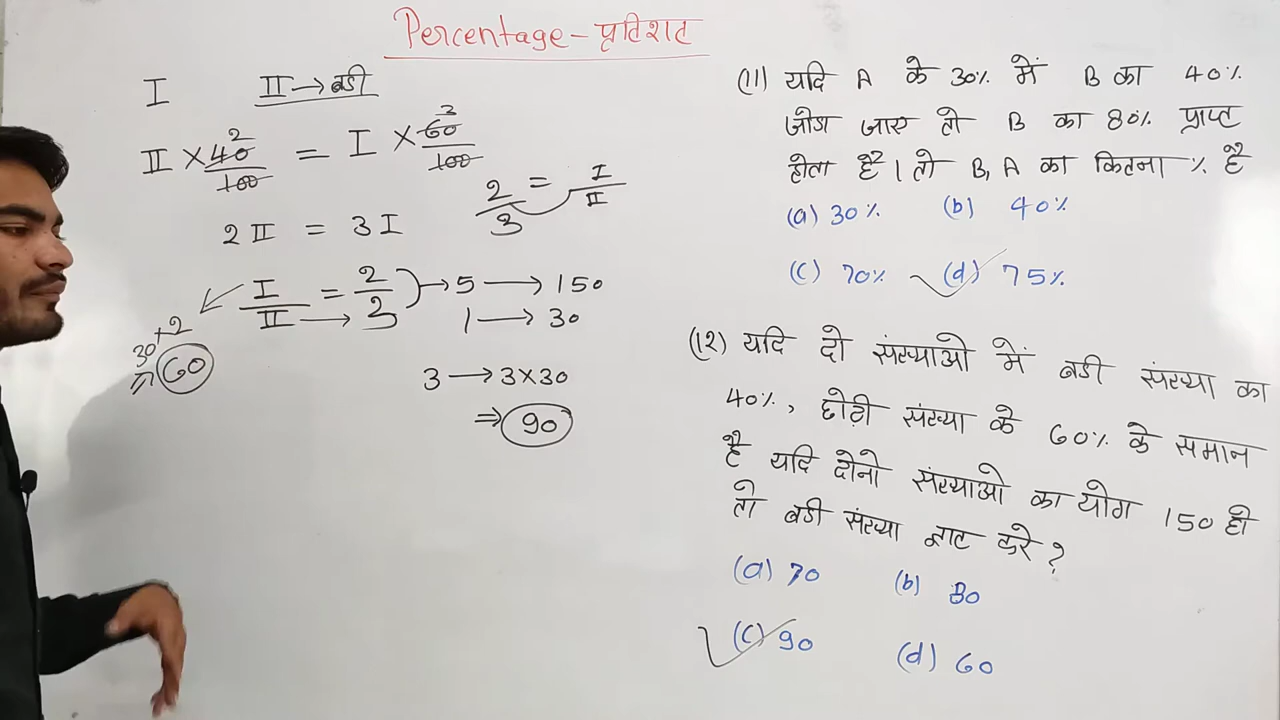 Percentage - प्रतिशत
I II → बडी
II × 40/100 = I × 60/100
2 3
2/3 = I/II
2 II = 3 I
I/II = 2/3 → 5 → 150
1 → 30
30×2
⇒ 60
3 → 3×30
⇒ 90
(11) यदि A के 30% में B का 40%
जोडा जाए तो B का 80% प्राप्त
होता है। तो B, A का कितना % है
(a) 30% (b) 40%
(c) 70% (d) 75%
(12) यदि दो संख्याओ में बडी संख्या का
40%, छोटी संख्या के 60% के समान
है यदि दोनो संख्याओ का योग 150 हो
तो बडी संख्या ज्ञात करे ?
(a) 70 (b) 80
(c) 90 (d) 60